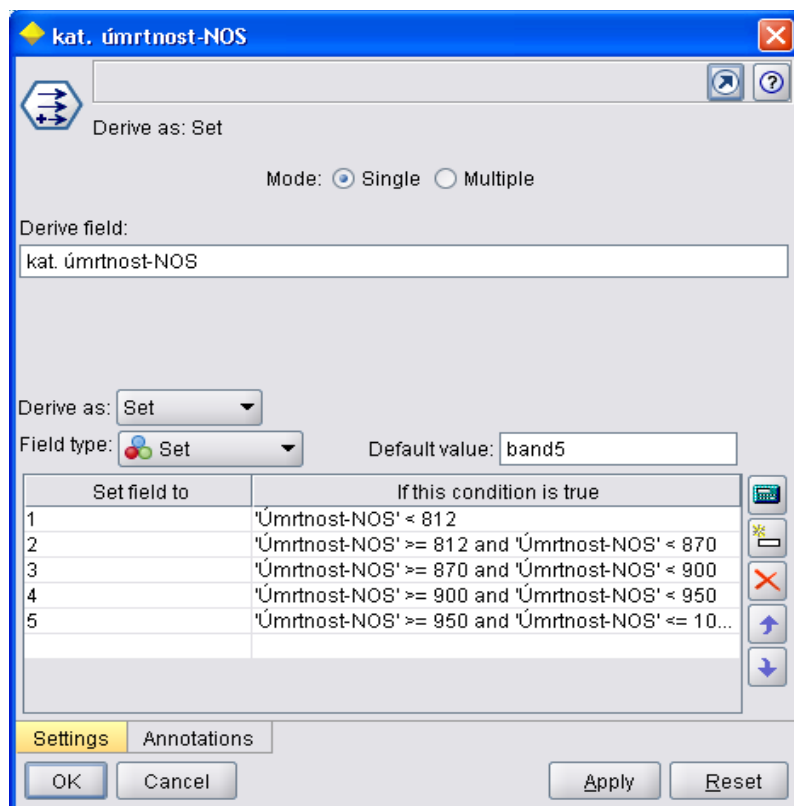 kat. úmrtnost-NOS
Derive as: Set
Mode: Single Multiple
Derive field:
kat. úmrtnost-NOS
Derive as: Set
Field type: Set Default value: band5
Set field to If this condition is true
1 'Úmrtnost-NOS' < 812
2 'Úmrtnost-NOS' >= 812 and 'Úmrtnost-NOS' < 870
3 'Úmrtnost-NOS' >= 870 and 'Úmrtnost-NOS' < 900
4 'Úmrtnost-NOS' >= 900 and 'Úmrtnost-NOS' < 950
5 'Úmrtnost-NOS' >= 950 and 'Úmrtnost-NOS' <= 10...
Settings Annotations
OK Cancel Apply Reset